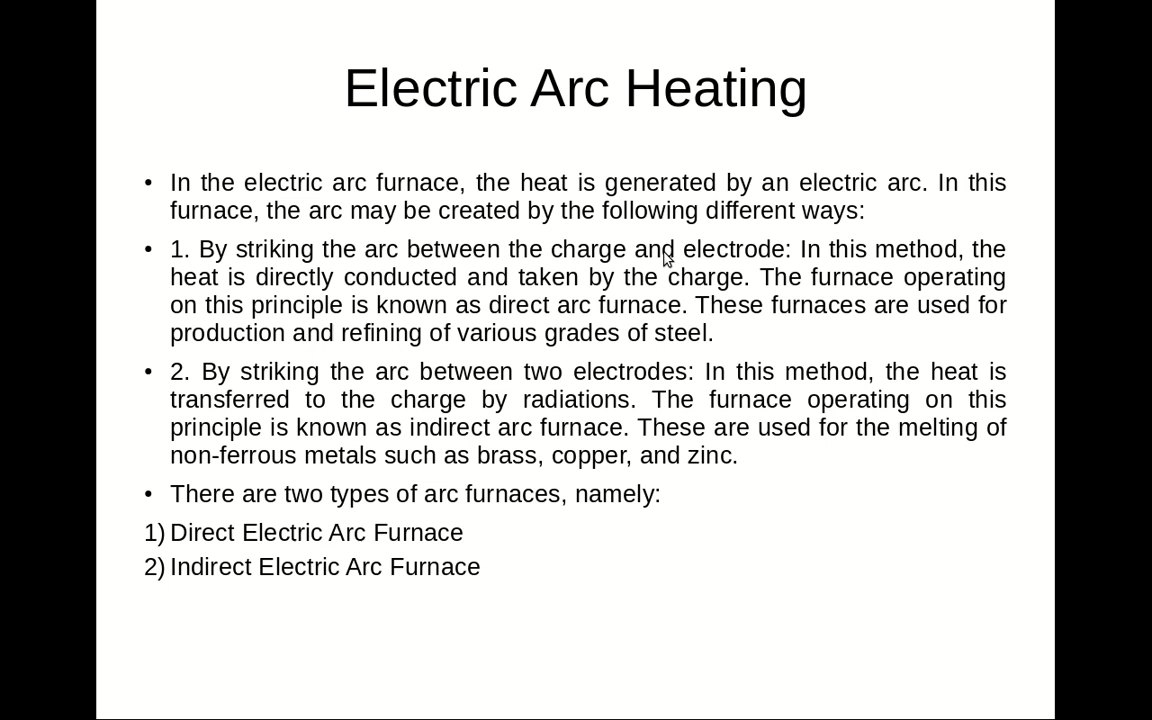 Electric Arc Heating
• In the electric arc furnace, the heat is generated by an electric arc. In this
furnace, the arc may be created by the following different ways:
• 1. By striking the arc between the charge and electrode: In this method, the
heat is directly conducted and taken by the charge. The furnace operating
on this principle is known as direct arc furnace. These furnaces are used for
production and refining of various grades of steel.
• 2. By striking the arc between two electrodes: In this method, the heat is
transferred to the charge by radiations. The furnace operating on this
principle is known as indirect arc furnace. These are used for the melting of
non-ferrous metals such as brass, copper, and zinc.
• There are two types of arc furnaces, namely:
1) Direct Electric Arc Furnace
2) Indirect Electric Arc Furnace